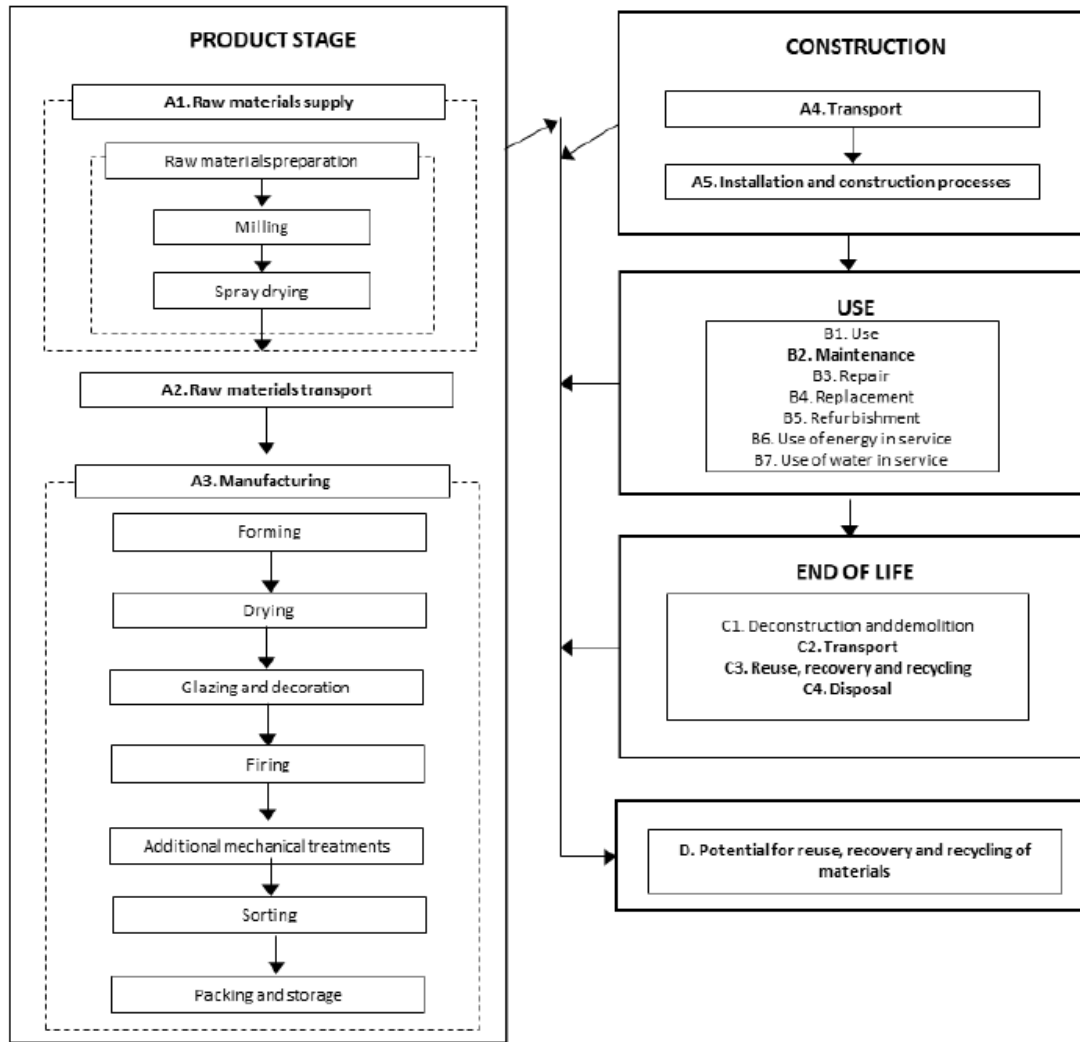 PRODUCT STAGE
A1. Raw materials supply
Raw materials preparation
Milling
Spray drying
A2. Raw materials transport
A3. Manufacturing
Forming
Drying
Glazing and decoration
Firing
Additional mechanical treatments
Sorting
Packing and storage
CONSTRUCTION
A4. Transport
A5. Installation and construction processes
USE
B1. Use
B2. Maintenance
B3. Repair
B4. Replacement
B5. Refurbishment
B6. Use of energy in service
B7. Use of water in service
END OF LIFE
C1. Deconstruction and demolition
C2. Transport
C3. Reuse, recovery and recycling
C4. Disposal
D. Potential for reuse, recovery and recycling of
materials